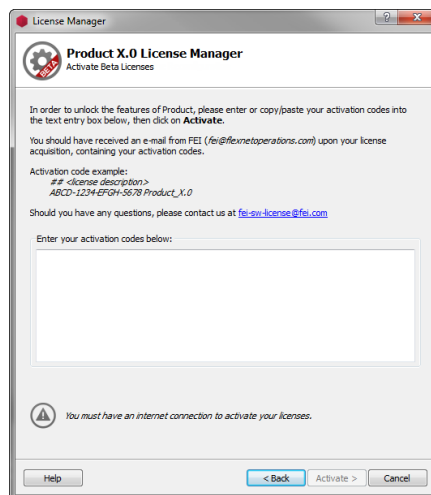 License Manager
Product X.0 License Manager
Activate Beta Licenses
BETA
In order to unlock the features of Product, please enter or copy/paste your activation codes into
the text entry box below, then click on Activate.
You should have received an e-mail from FEI (fei@flexnetoperations.com) upon your license
acquisition, containing your activation codes.
Activation code example:
## <license description>
ABCD-1234-EFGH-5678 Product_X.0
Should you have any questions, please contact us at fei-sw-license@fei.com
Enter your activation codes below:
You must have an internet connection to activate your licenses.
Help
< Back
Activate >
Cancel